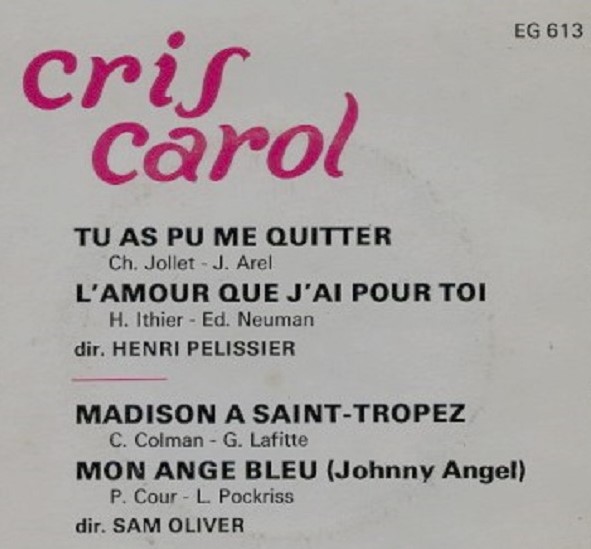 EG 613
cris
carol
TU AS PU ME QUITTER
Ch. Jollet - J. Arel
L'AMOUR QUE J'AI POUR TOI
H. Ithier - Ed. Neuman
dir. HENRI PELISSIER
MADISON A SAINT-TROPEZ
C. Colman - G. Lafitte
MON ANGE BLEU (Johnny Angel)
P. Cour - L. Pockriss
dir. SAM OLIVER